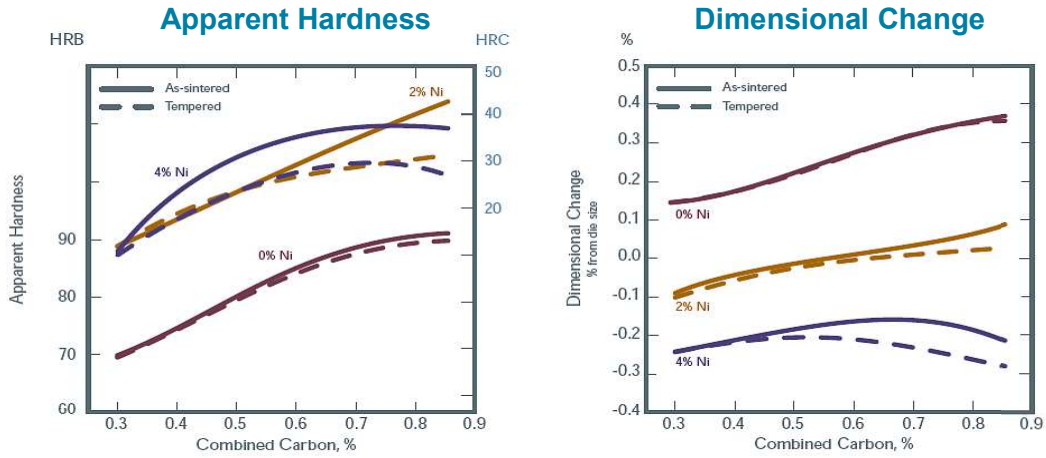 Apparent Hardness
HRB
HRC
As-sintered
Tempered
2% Ni
4% Ni
0% Ni
50
40
30
20
90
80
70
60
Apparent Hardness
0.3 0.4 0.5 0.6 0.7 0.8 0.9
Combined Carbon, %
Dimensional Change
%
As-sintered
Tempered
0.5
0.4
0.3
0.2
0.1
0.0
-0.1
-0.2
-0.3
-0.4
0% Ni
2% Ni
4% Ni
Dimensional Change
% from die size
0.3 0.4 0.5 0.6 0.7 0.8 0.9
Combined Carbon, %